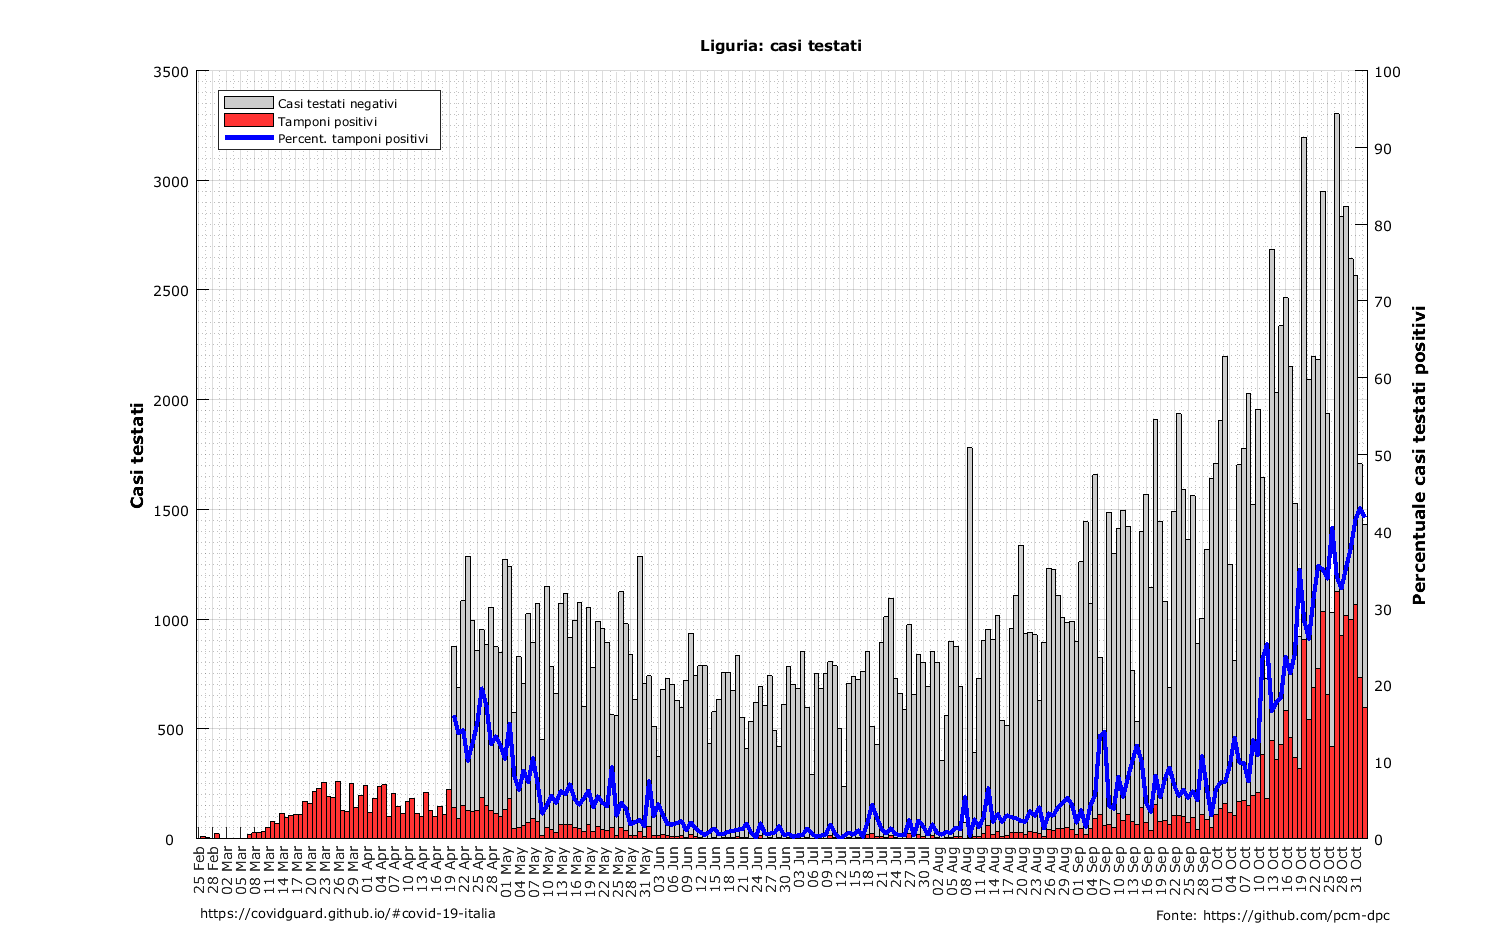 Liguria: casi testati
3500
3000
2500
2000
1500
1000
500
0
100
90
80
70
60
50
40
30
20
10
0
Casi testati negativi
Tamponi positivi
Percent. tamponi positivi
Casi testati
Percentuale casi testati positivi
25 Feb
28 Feb
02 Mar
05 Mar
08 Mar
11 Mar
14 Mar
17 Mar
20 Mar
23 Mar
26 Mar
29 Mar
01 Apr
04 Apr
07 Apr
10 Apr
13 Apr
16 Apr
19 Apr
22 Apr
25 Apr
28 Apr
01 May
04 May
07 May
10 May
13 May
16 May
19 May
22 May
25 May
28 May
31 May
03 Jun
06 Jun
09 Jun
12 Jun
15 Jun
18 Jun
21 Jun
24 Jun
27 Jun
30 Jun
03 Jul
06 Jul
09 Jul
12 Jul
15 Jul
18 Jul
21 Jul
24 Jul
27 Jul
30 Jul
02 Aug
05 Aug
08 Aug
11 Aug
14 Aug
17 Aug
20 Aug
23 Aug
26 Aug
29 Aug
01 Sep
04 Sep
07 Sep
10 Sep
13 Sep
16 Sep
19 Sep
22 Sep
25 Sep
28 Sep
01 Oct
04 Oct
07 Oct
10 Oct
13 Oct
16 Oct
19 Oct
22 Oct
25 Oct
28 Oct
31 Oct
https://covidguard.github.io/#covid-19-italia
Fonte: https://github.com/pcm-dpc